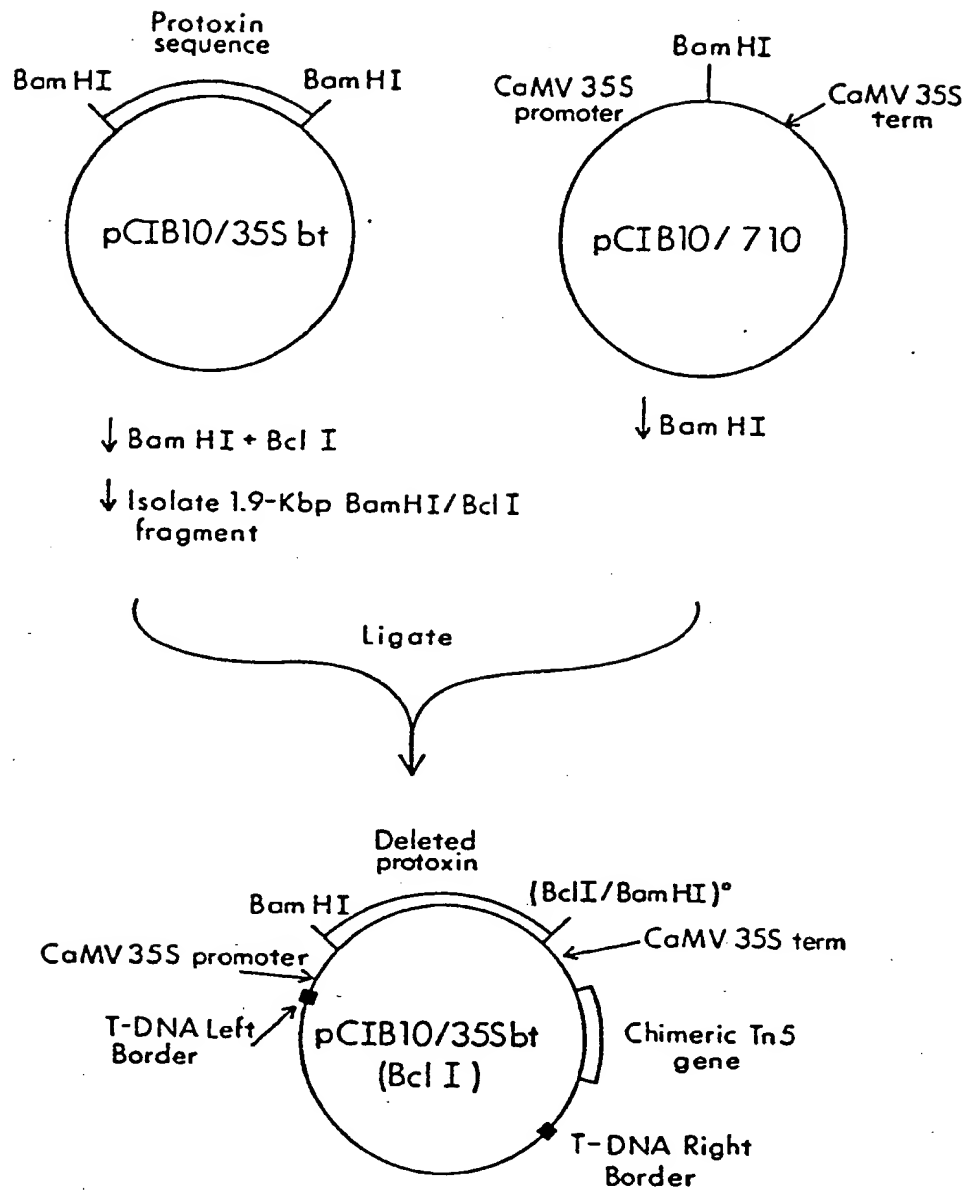 Protoxin
sequence
Bam HI
Bam HI
pCIB10/35S bt
Bam HI
CaMV 35S
promoter
CaMV 35S
term
pCIB10/ 710
↓ Bam HI + Bcl I
↓ Isolate 1.9-Kbp BamHI/Bcl I
fragment
↓ Bam HI
Ligate
Deleted
protoxin
Bam HI
(BclI/BamHI)°
CaMV 35S promoter
CaMV 35S term
T-DNA Left
Border
pCIB10/35Sbt
(Bcl I )
Chimeric Tn5
gene
T-DNA Right
Border